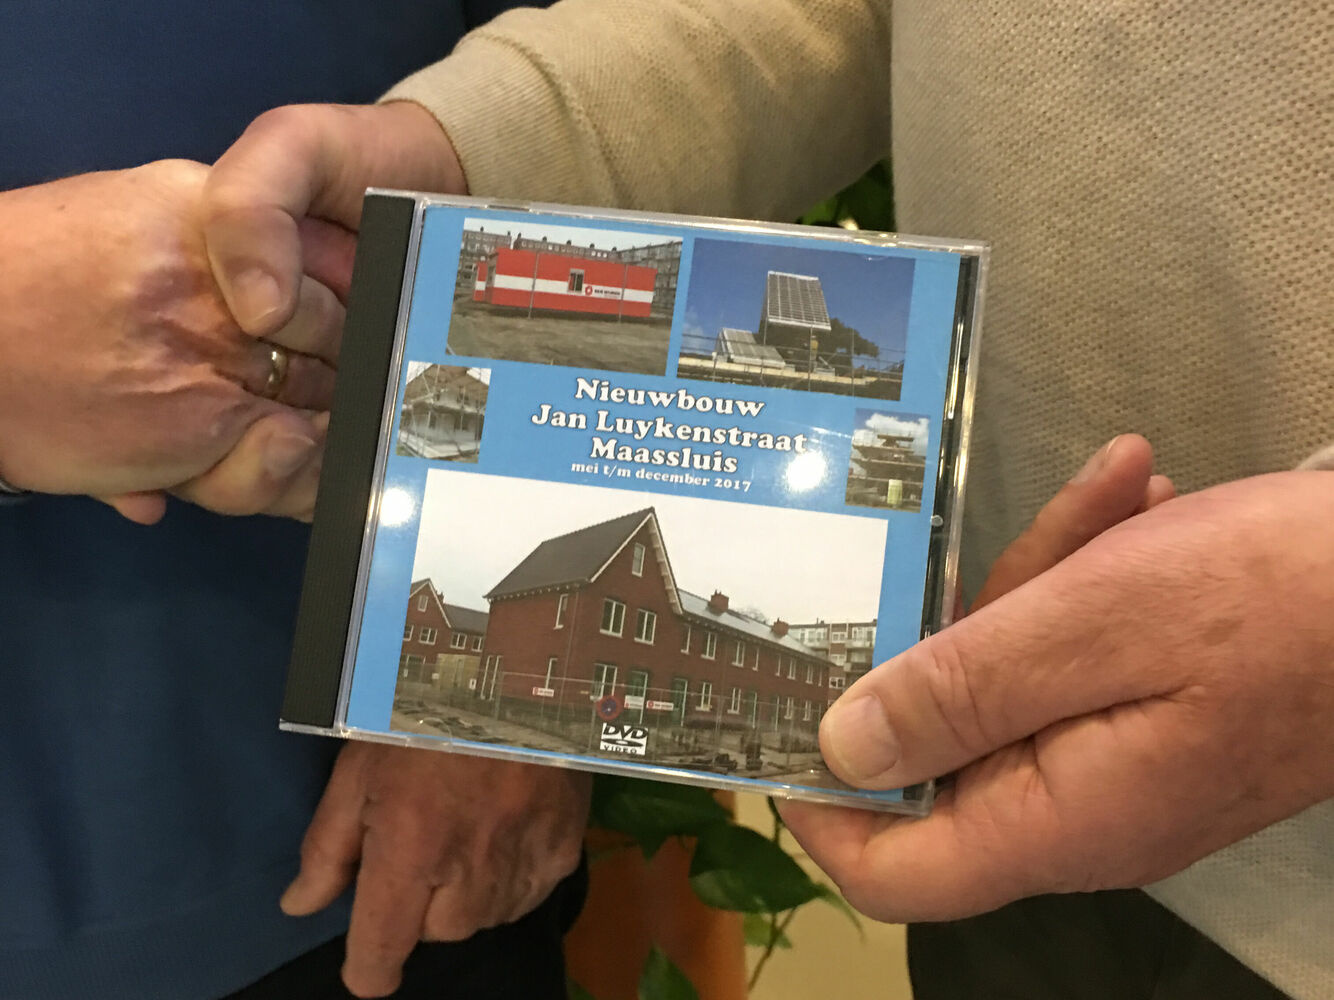 Nieuwbouw
Jan Luykenstraat
Maassluis
mei t/m december 2017
DVD
VIDEO